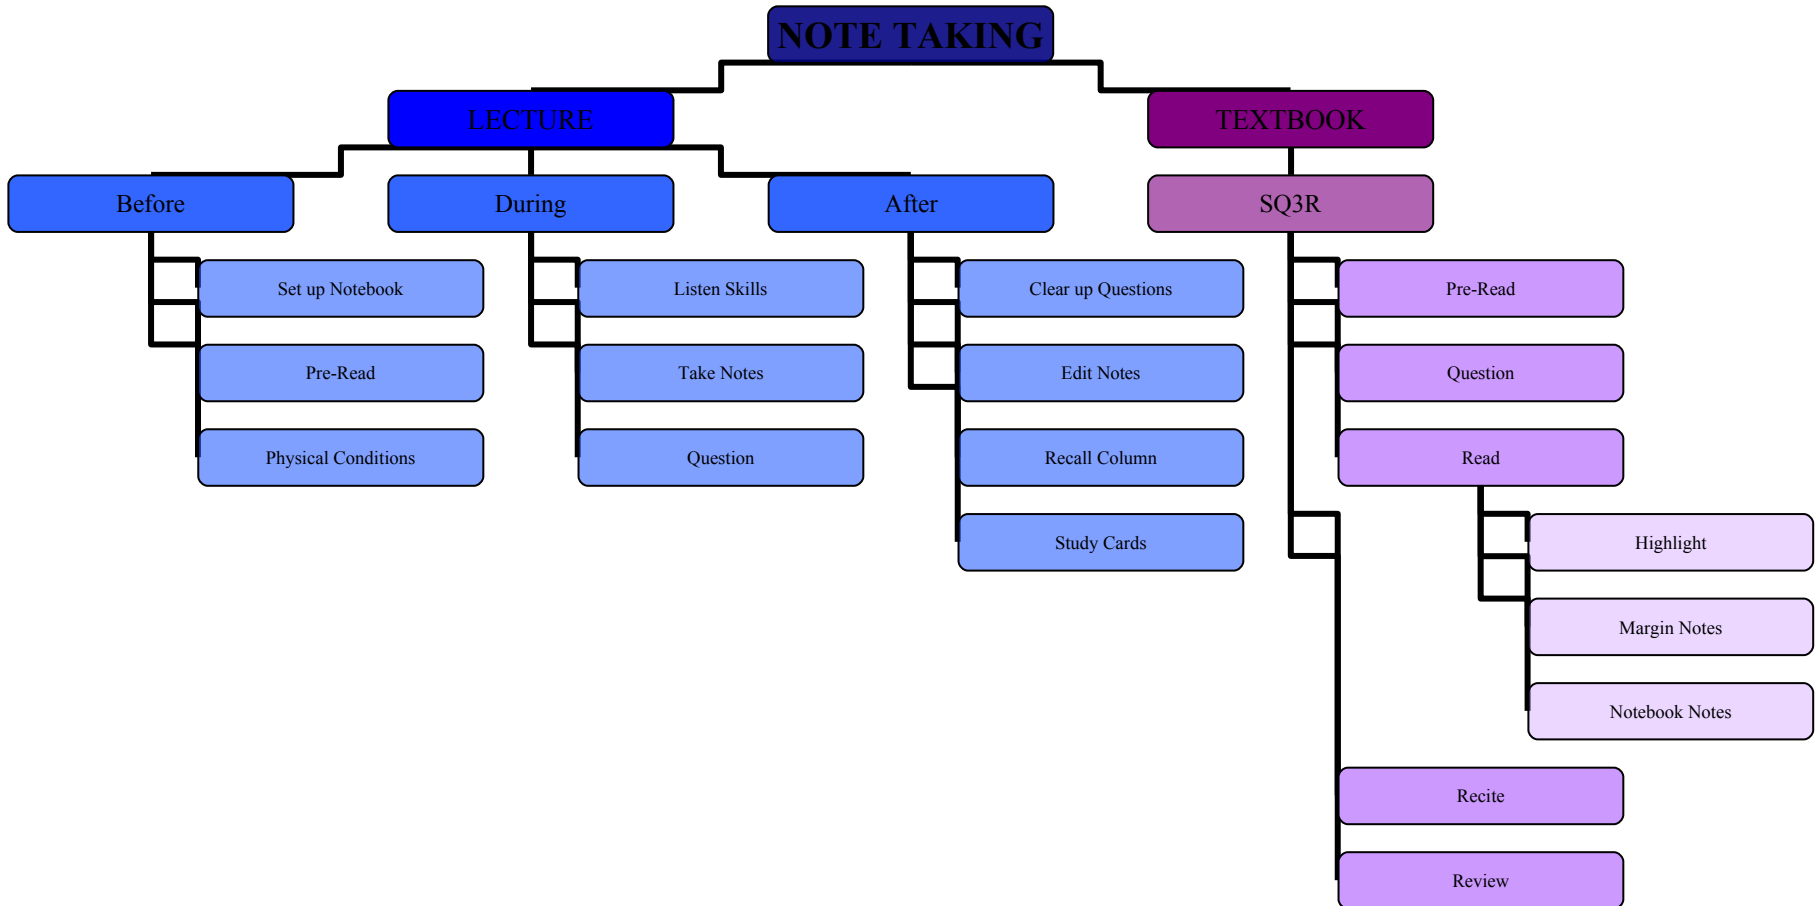 NOTE TAKING
LECTURE
TEXTBOOK
Before
During
After
SQ3R
Set up Notebook
Listen Skills
Clear up Questions
Pre-Read
Pre-Read
Take Notes
Edit Notes
Question
Physical Conditions
Question
Recall Column
Read
Study Cards
Highlight
Margin Notes
Notebook Notes
Recite
Review